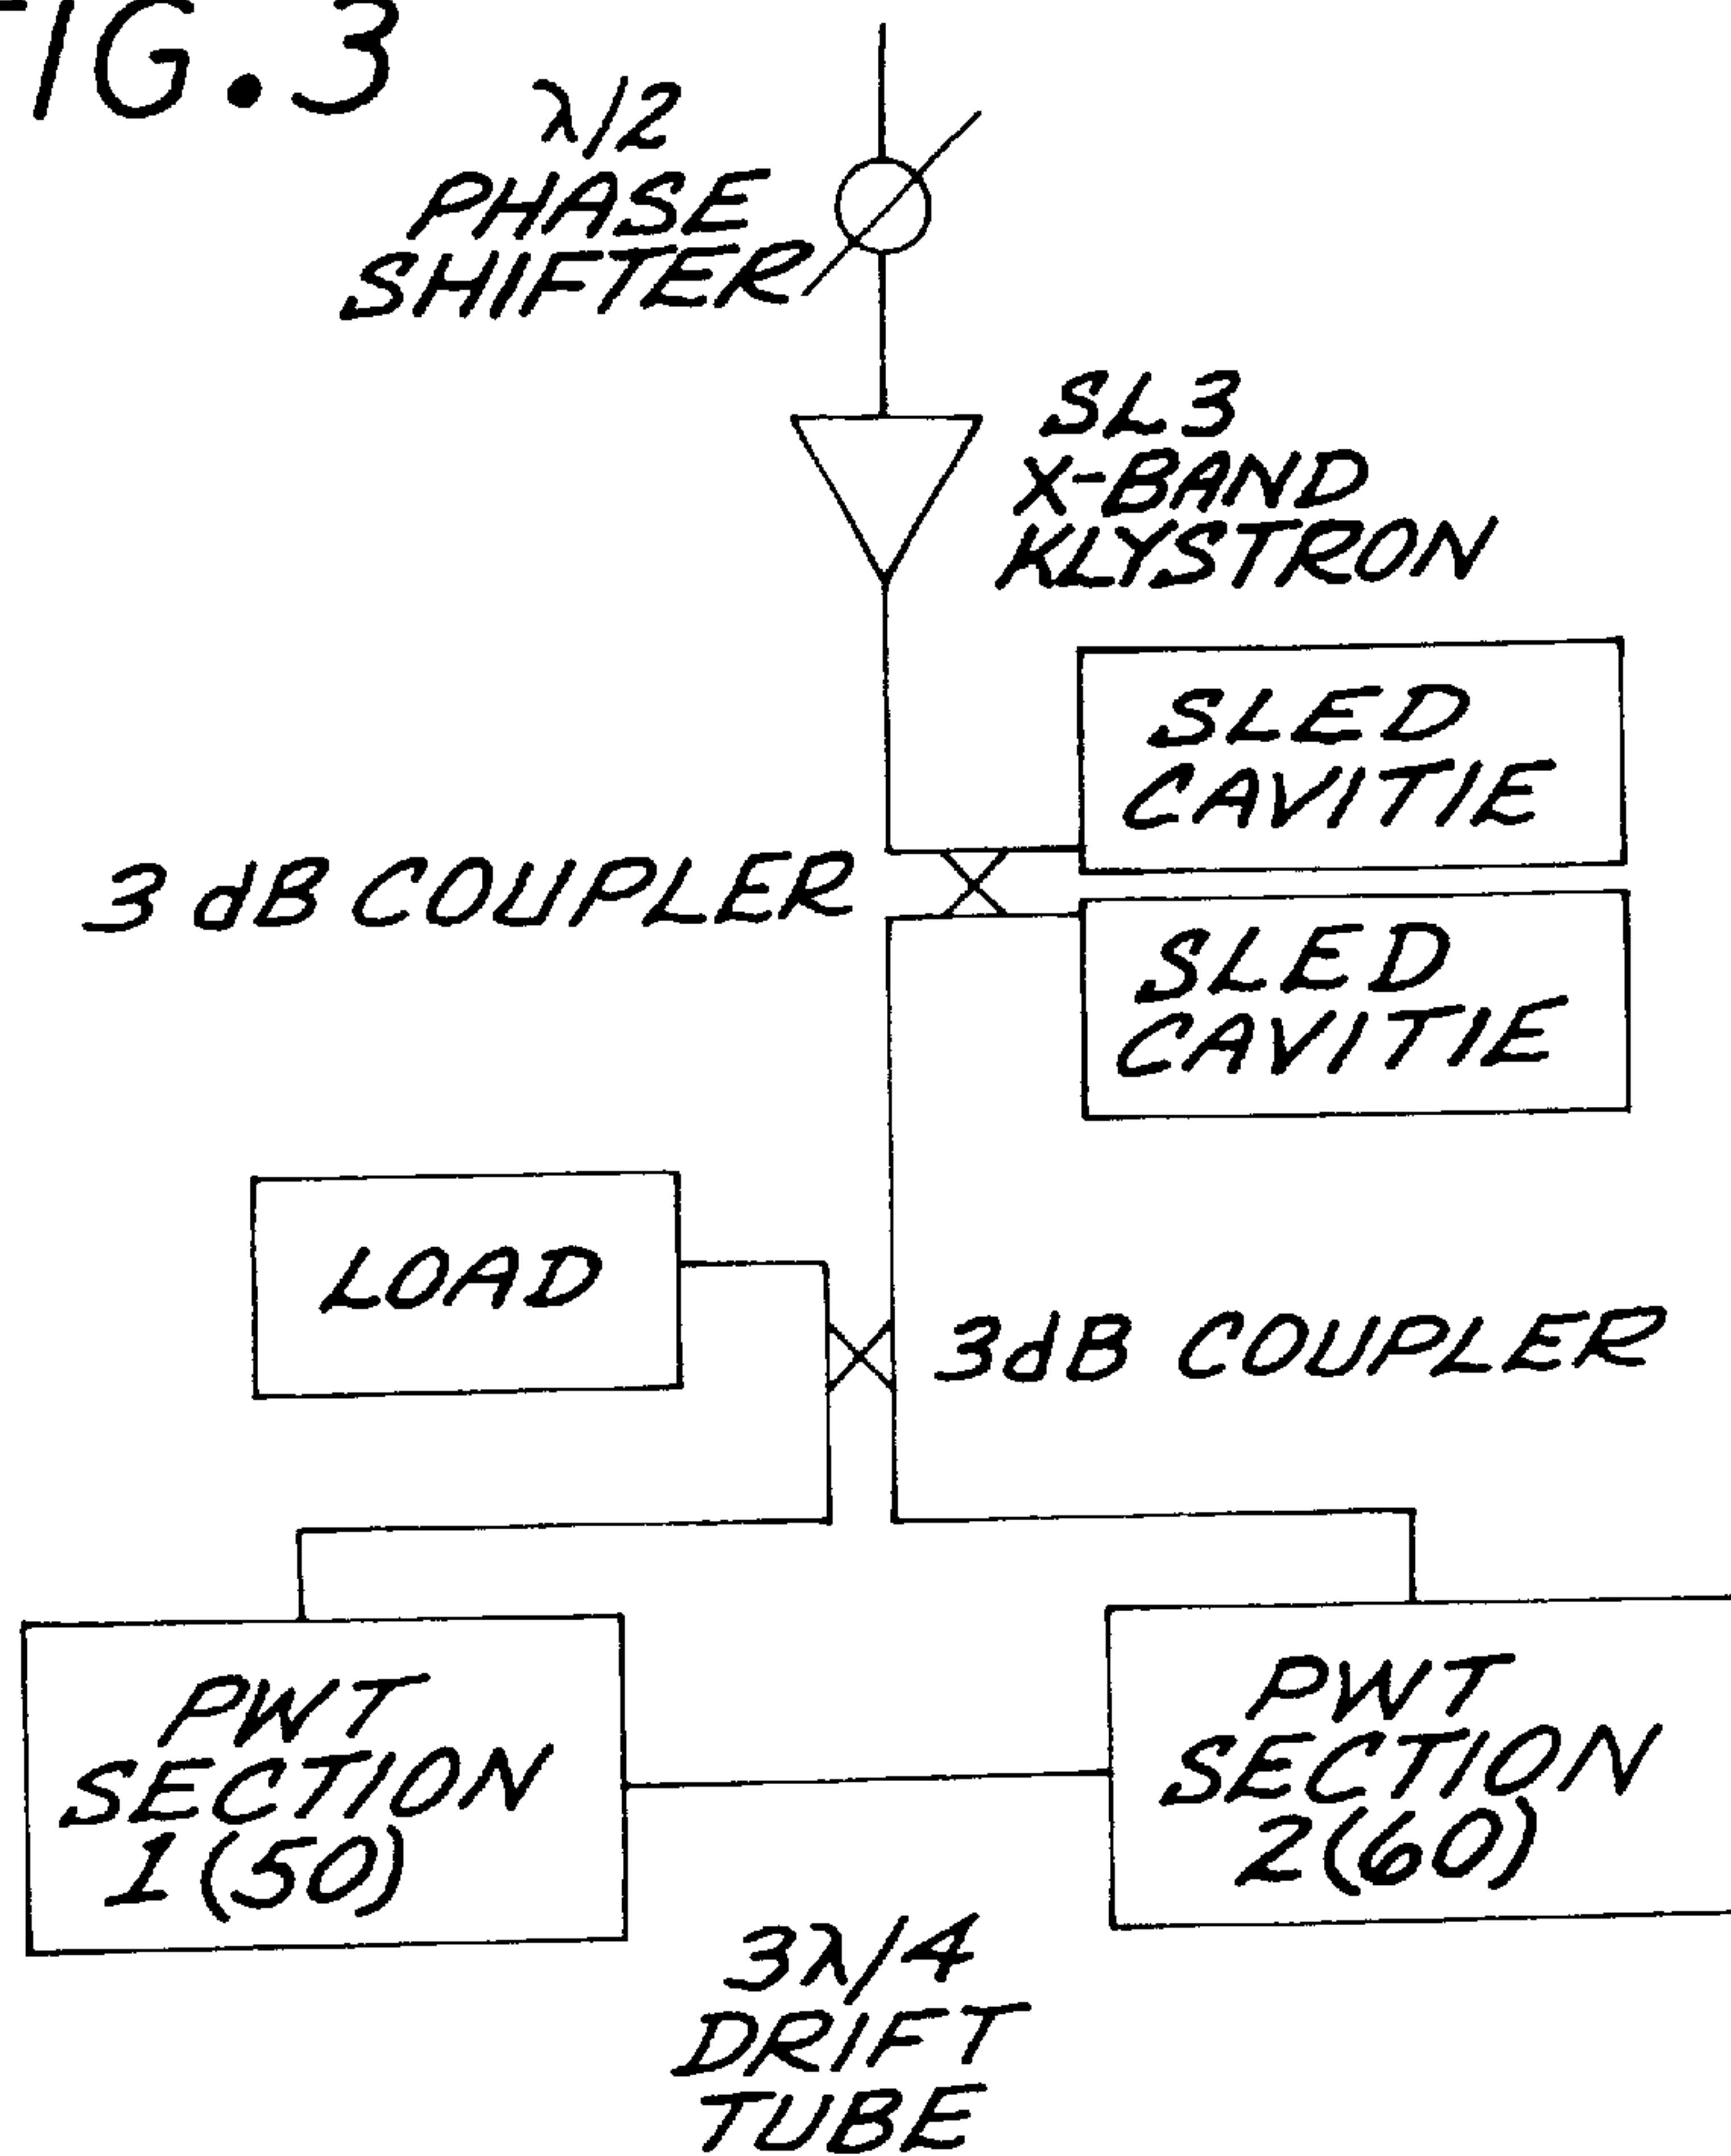 FIG. 3
λ/2
PHASE
SHIFTER
SL3
X-BAND
KLYSTRON
SLED
CAVITIE
3 dB COUPLER
SLED
CAVITIE
LOAD
3dB COUPLER
PWT
SECTION
1(50)
PWT
SECTION
2(60)
3λ/4
DRIFT
TUBE